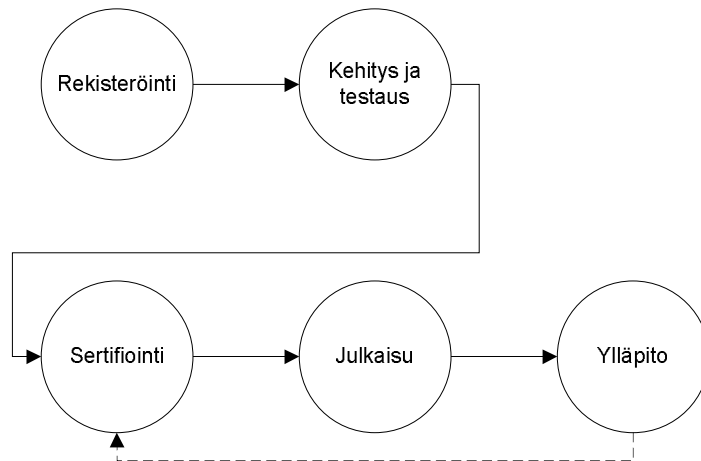 Rekisteröinti
Kehitys ja
testaus
Sertifiointi
Julkaisu
Ylläpito